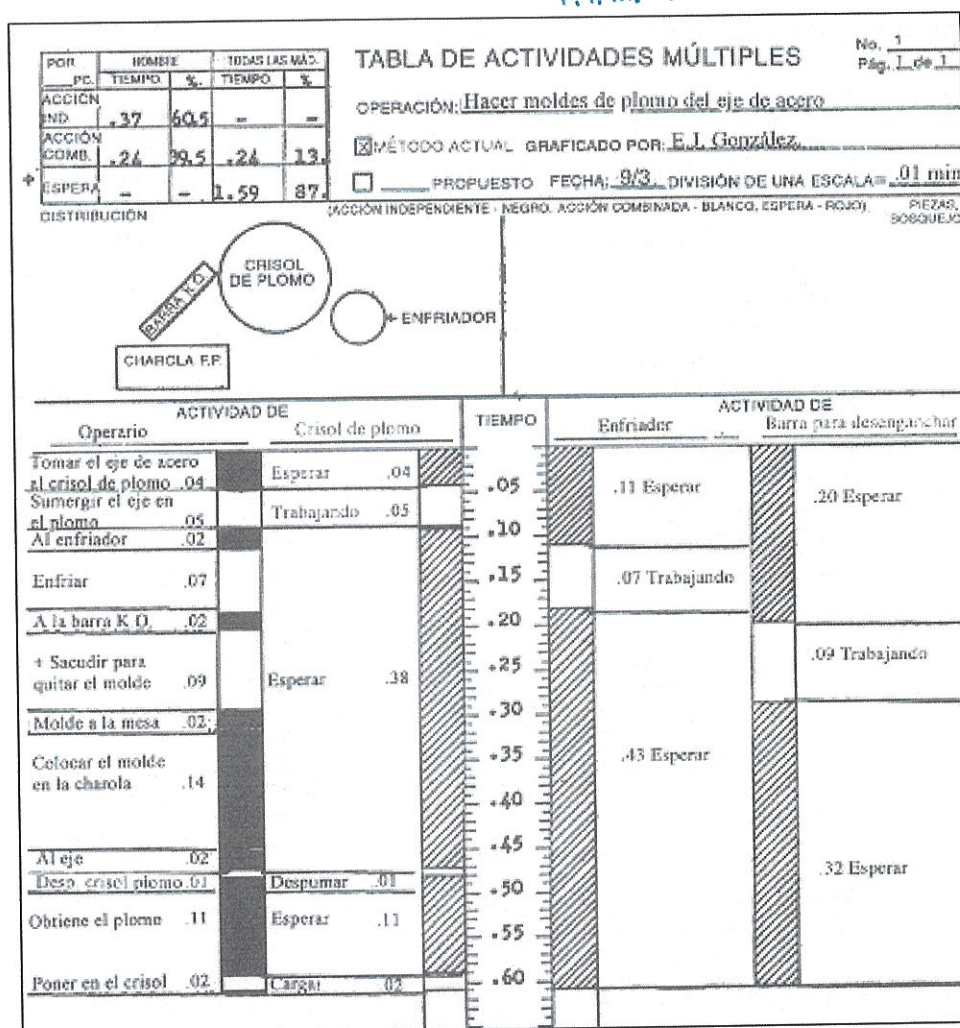 TABLA DE ACTIVIDADES MÚLTIPLES
No. 1
Pág. 1 de 1
POR HOMBRE TODAS LAS MÁQ.
PC. TIEMPO. %. TIEMPO %
ACCIÓN
IND. .37 60.5 - -
ACCIÓN
COMB. .24 39.5 .24 13.
+ ESPERA - - 1.59 87.
OPERACIÓN: Hacer moldes de plomo del eje de acero
☒ MÉTODO ACTUAL GRAFICADO POR: E.J. González.
☐ PROPUESTO FECHA: 9/3. DIVISIÓN DE UNA ESCALA= .01 min
DISTRIBUCIÓN
(ACCIÓN INDEPENDIENTE - NEGRO. ACCIÓN COMBINADA - BLANCO. ESPERA - ROJO)
PIEZAS,
BOSQUEJO
CRISOL
DE PLOMO
BARRA K.O.
+ ENFRIADOR
CHAROLA F.P.
ACTIVIDAD DE
Operario Crisol de plomo
TIEMPO
ACTIVIDAD DE
Enfriador Barra para desenganchar
Tomar el eje de acero
al crisol de plomo .04
Sumergir el eje en
el plomo .05
Al enfriador .02
Enfriar .07
A la barra K.O. .02
+ Sacudir para
quitar el molde .09
Molde a la mesa .02
Colocar el molde
en la charola .14
Al eje .02
Desp. crisol plomo .01
Obtiene el plomo .11
Poner en el crisol .02
Esperar .04
Trabajando .05
Esperar .38
Despumar .01
Esperar .11
Cargar .02
.05
.10
.15
.20
.25
.30
.35
.40
.45
.50
.55
.60
.11 Esperar
.07 Trabajando
.43 Esperar
.20 Esperar
.09 Trabajando
.32 Esperar